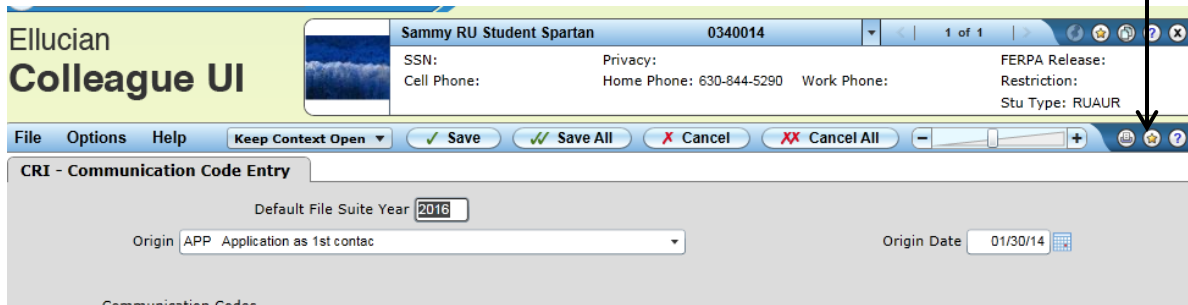 Ellucian
Colleague UI
Sammy RU Student Spartan 0340014 1 of 1
SSN: Privacy: FERPA Release:
Cell Phone: Home Phone: 630-844-5290 Work Phone: Restriction:
Stu Type: RUAUR
File Options Help Keep Context Open Save Save All Cancel Cancel All
CRI - Communication Code Entry
Default File Suite Year 2016
Origin APP Application as 1st contac Origin Date 01/30/14
Communication Codes